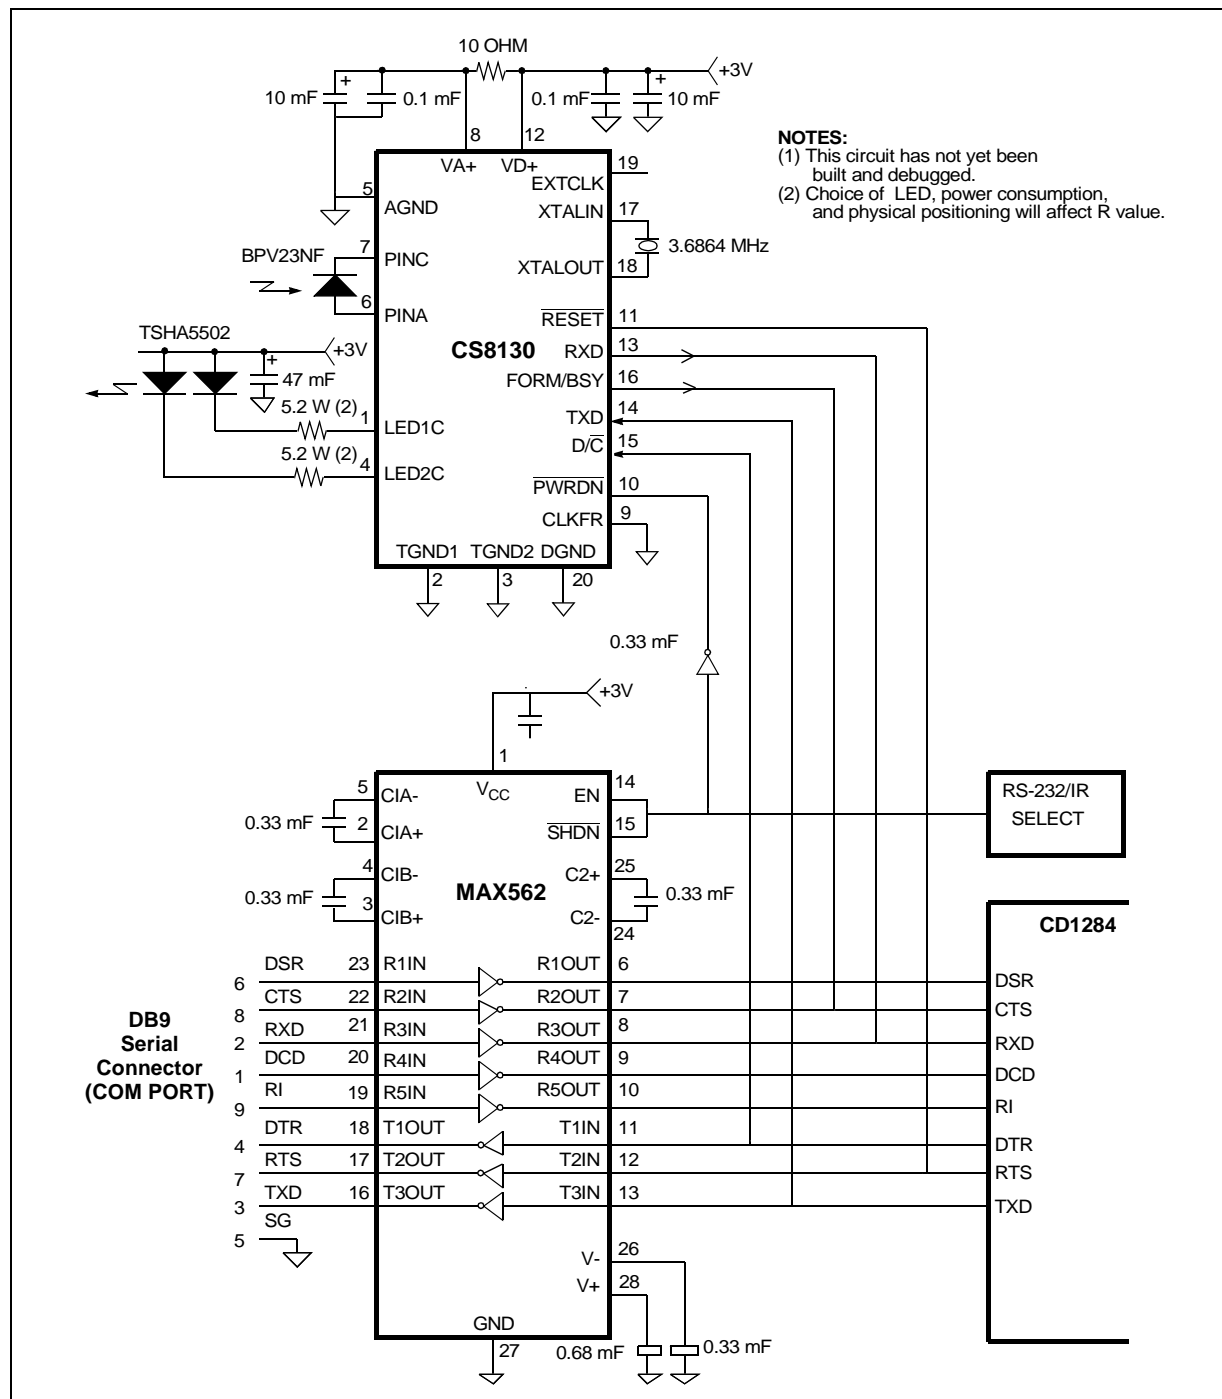 10 OHM
+3V
10 mF
0.1 mF
0.1 mF
10 mF
+
+
8
12
NOTES:
(1) This circuit has not yet been
built and debugged.
(2) Choice of LED, power consumption,
and physical positioning will affect R value.
VA+
VD+
19
EXTCLK
5
AGND
17
XTALIN
3.6864 MHz
7
BPV23NF
PINC
XTALOUT
18
6
PINA
RESET
11
TSHA5502
CS8130
RXD
13
+3V
+
47 mF
FORM/BSY
16
5.2 W (2)
1
LED1C
TXD
14
D/C
15
5.2 W (2)
4
LED2C
PWRDN
10
CLKFR
9
TGND1
TGND2
DGND
2
3
20
0.33 mF
+3V
1
5
CIA-
VCC
EN
14
RS-232/IR
SELECT
0.33 mF
2
CIA+
SHDN
15
4
CIB-
C2+
25
0.33 mF
MAX562
0.33 mF
3
CIB+
C2-
24
CD1284
DSR
23
R1IN
R1OUT
6
6
DSR
CTS
22
R2IN
R2OUT
7
8
CTS
DB9
Serial
Connector
(COM PORT)
RXD
21
R3IN
R3OUT
8
2
RXD
DCD
20
R4IN
R4OUT
9
1
DCD
RI
19
R5IN
R5OUT
10
9
RI
DTR
18
T1OUT
T1IN
11
4
DTR
RTS
17
T2OUT
T2IN
12
7
RTS
TXD
16
T3OUT
T3IN
13
3
TXD
SG
5
V-
26
V+
28
GND
27
0.68 mF
0.33 mF